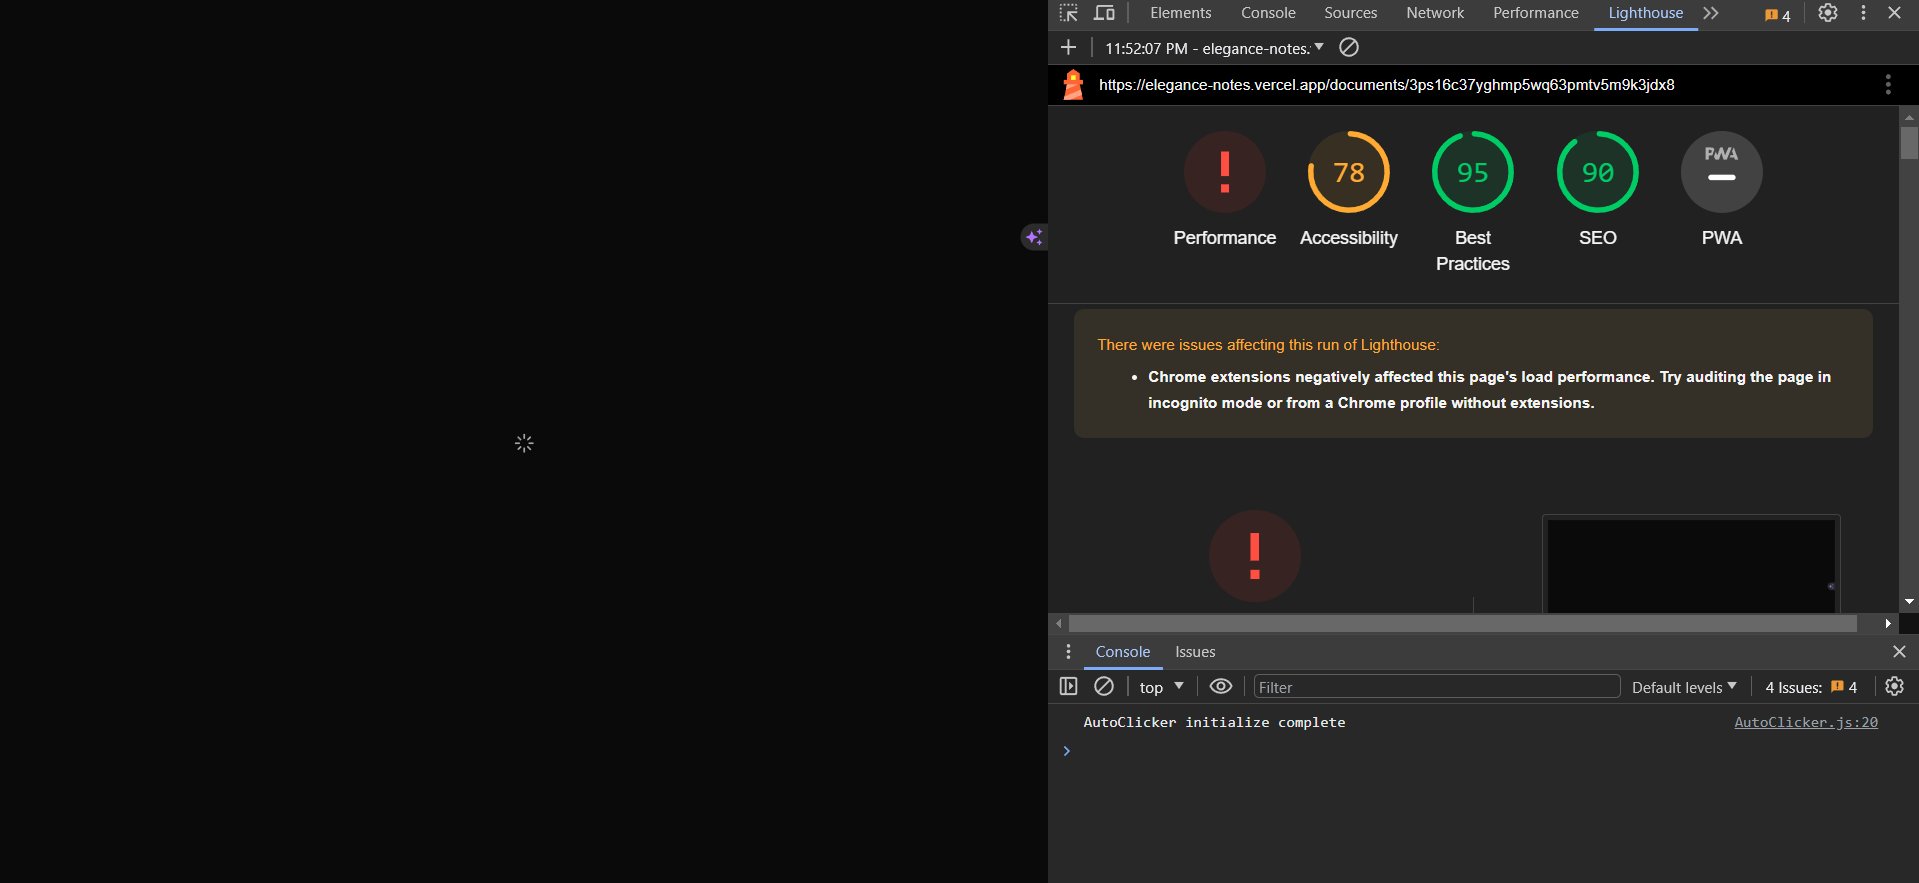 Elements Console Sources Network Performance Lighthouse 4
11:52:07 PM - elegance-notes.
https://elegance-notes.vercel.app/documents/3ps16c37yghmp5wq63pmtv5m9k3jdx8
78 95 90 PWA
Performance Accessibility Best Practices SEO PWA
There were issues affecting this run of Lighthouse:
• Chrome extensions negatively affected this page's load performance. Try auditing the page in
incognito mode or from a Chrome profile without extensions.
Console Issues
top Filter Default levels 4 Issues: 4
AutoClicker initialize complete AutoClicker.js:20